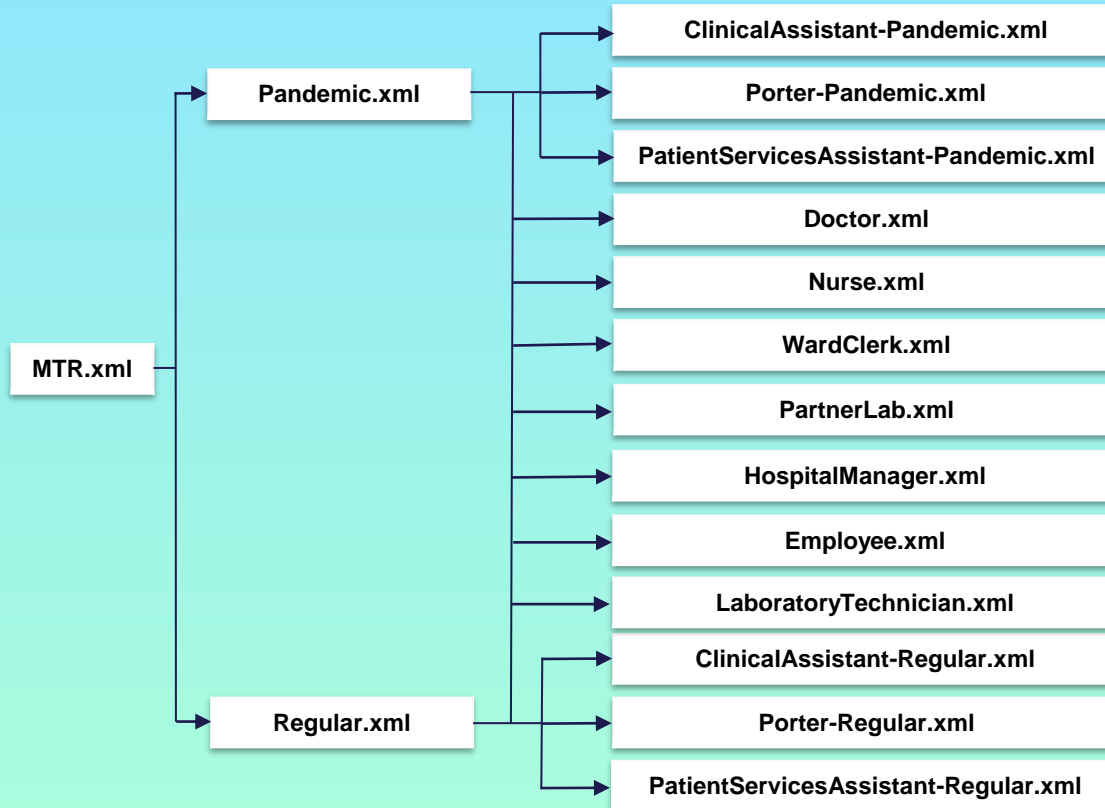 ClinicalAssistant-Pandemic.xml
Pandemic.xml
Porter-Pandemic.xml
PatientServicesAssistant-Pandemic.xml
Doctor.xml
Nurse.xml
WardClerk.xml
MTR.xml
PartnerLab.xml
HospitalManager.xml
Employee.xml
LaboratoryTechnician.xml
ClinicalAssistant-Regular.xml
Regular.xml
Porter-Regular.xml
PatientServicesAssistant-Regular.xml